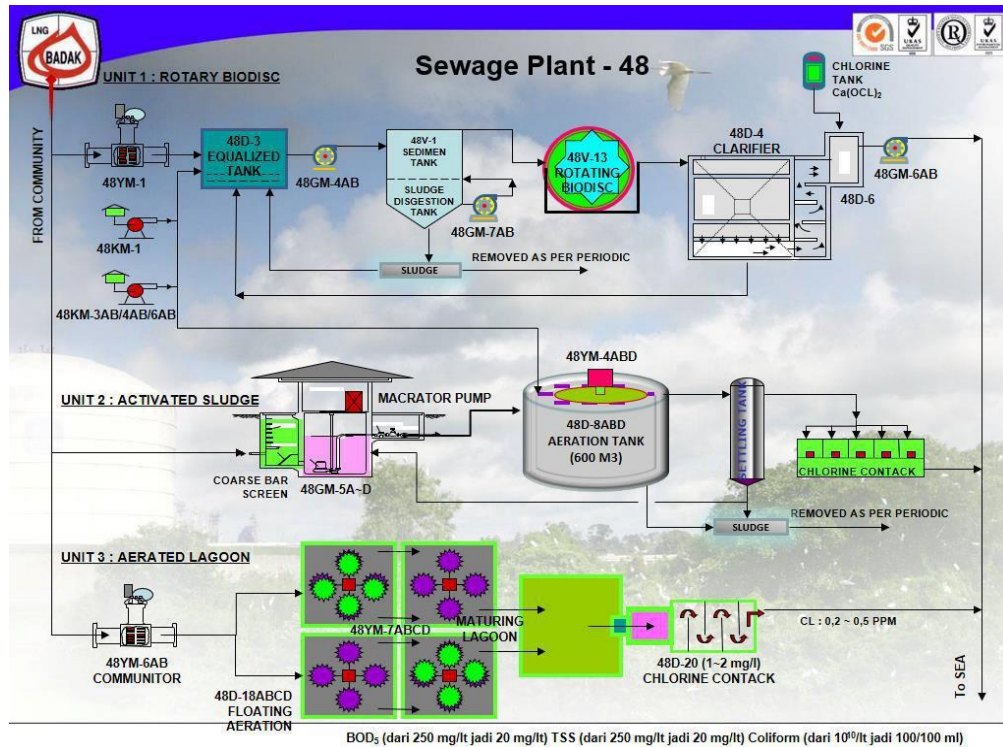 LNG
BADAK
Sewage Plant - 48
SGS
UKAS
R
UKAS
UNIT 1 : ROTARY BIODISC
CHLORINE
TANK
Ca(OCL)2
FROM COMMUNITY
48YM-1
48D-3
EQUALIZED
TANK
48GM-4AB
48V-1
SEDIMEN
TANK
SLUDGE
DISGESTION
TANK
48GM-7AB
48V-13
ROTATING
BIODISC
48D-4
CLARIFIER
48GM-6AB
48D-6
48KM-1
SLUDGE
REMOVED AS PER PERIODIC
48KM-3AB/4AB/6AB
UNIT 2 : ACTIVATED SLUDGE
MACRATOR PUMP
COARSE BAR
SCREEN
48GM-5A~D
48YM-4ABD
48D-8ABD
AERATION TANK
(600 M3)
SETTLING TANK
CHLORINE CONTACK
SLUDGE
REMOVED AS PER PERIODIC
UNIT 3 : AERATED LAGOON
48YM-6AB
COMMUNITOR
48YM-7ABCD
48D-18ABCD
FLOATING
AERATION
MATURING
LAGOON
48D-20 (1~2 mg/l)
CHLORINE CONTACK
CL : 0,2 ~ 0,5 PPM
To SEA
BOD5 (dari 250 mg/lt jadi 20 mg/lt) TSS (dari 250 mg/lt jadi 20 mg/lt) Coliform (dari 10^10/lt jadi 100/100 ml)